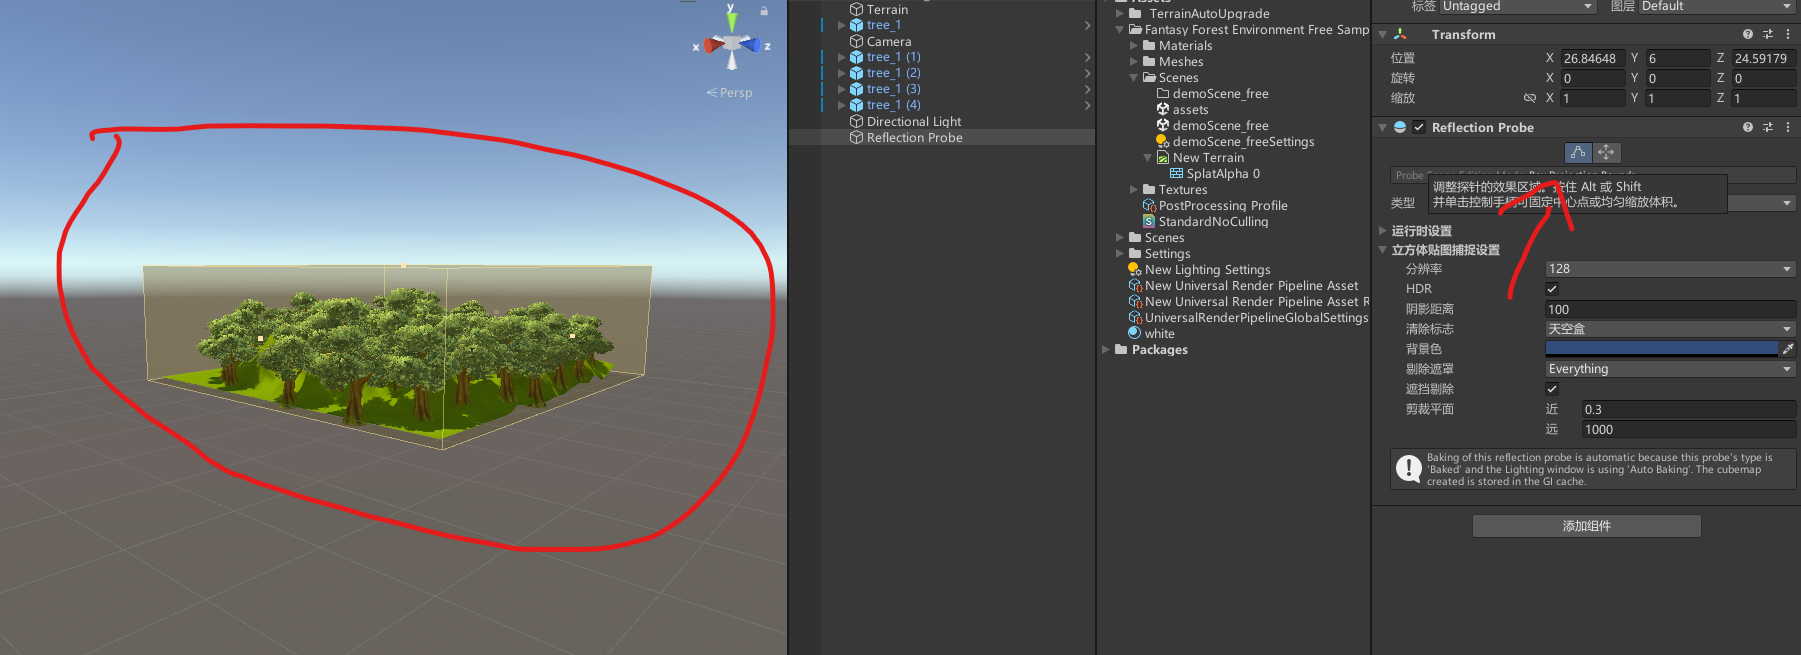 y
x
z
Persp
Terrain
tree_1
Camera
tree_1 (1)
tree_1 (2)
tree_1 (3)
tree_1 (4)
Directional Light
Reflection Probe
Assets
TerrainAutoUpgrade
Fantasy Forest Environment Free Samp
Materials
Meshes
Scenes
demoScene_free
assets
demoScene_free
demoScene_freeSettings
New Terrain
SplatAlpha 0
Textures
PostProcessing Profile
StandardNoCulling
Scenes
Settings
New Lighting Settings
New Universal Render Pipeline Asset
New Universal Render Pipeline Asset R
UniversalRenderPipelineGlobalSettings
white
Packages
标签 Untagged 图层 Default
Transform
位置 X 26.84648 Y 6 Z 24.59179
旋转 X 0 Y 0 Z 0
缩放 X 1 Y 1 Z 1
Reflection Probe
调整探针的效果区域。按住 Alt 或 Shift
并单击控制手柄可固定中心点或均匀缩放体积。
类型
运行时设置
立方体贴图捕捉设置
分辨率 128
HDR
阴影距离 100
清除标志 天空盒
背景色
剔除遮罩 Everything
遮挡剔除
剪裁平面 近 0.3
远 1000
Baking of this reflection probe is automatic because this probe's type is
'Baked' and the Lighting window is using 'Auto Baking'. The cubemap
created is stored in the GI cache.
添加组件